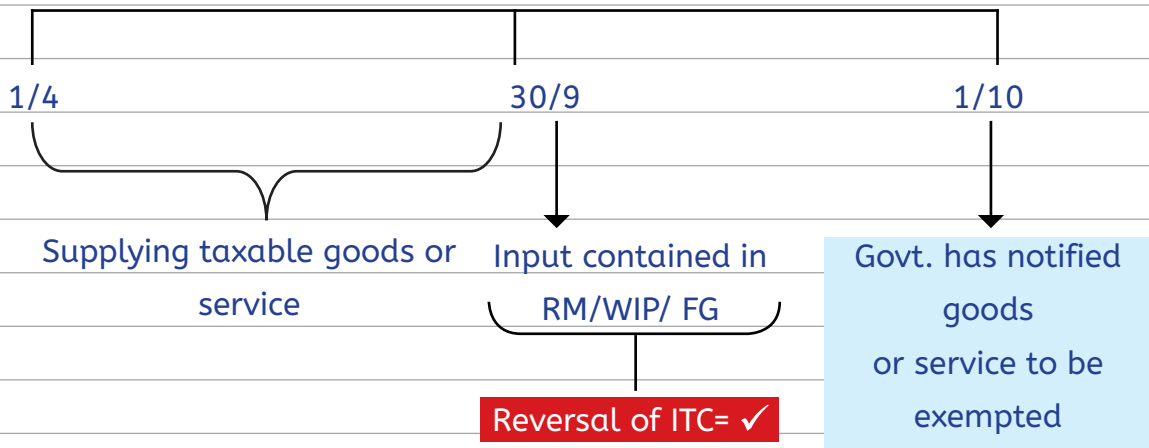 1/4
30/9
1/10
Supplying taxable goods or
service
Input contained in
RM/WIP/ FG
Reversal of ITC= ✓
Govt. has notified
goods
or service to be
exempted